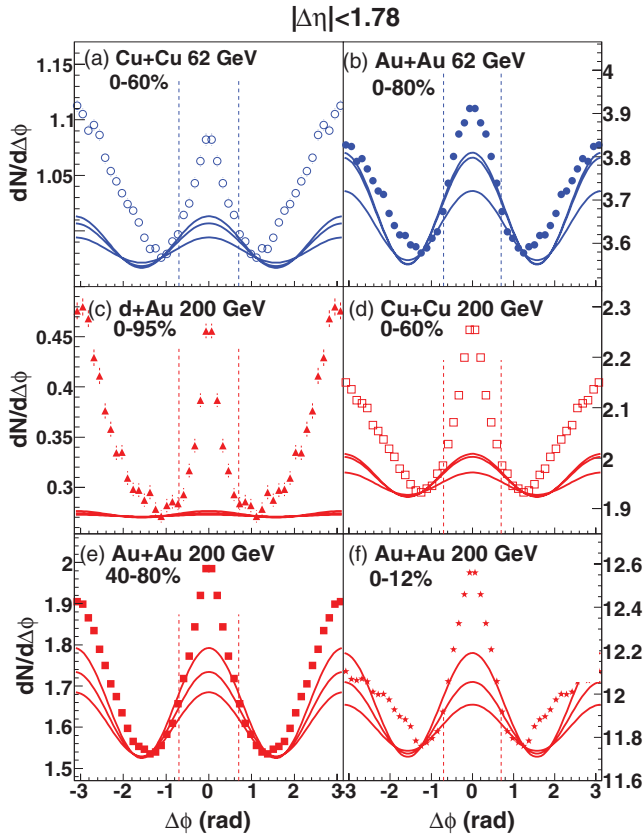 |Δη|<1.78
(a) Cu+Cu 62 GeV
0-60%
(b) Au+Au 62 GeV
0-80%
dN/dΔϕ
1.15
1.1
1.05
4
3.9
3.8
3.7
3.6
(c) d+Au 200 GeV
0-95%
(d) Cu+Cu 200 GeV
0-60%
dN/dΔϕ
0.45
0.4
0.35
0.3
2.3
2.2
2.1
2
1.9
(e) Au+Au 200 GeV
40-80%
(f) Au+Au 200 GeV
0-12%
dN/dΔϕ
2
1.9
1.8
1.7
1.6
1.5
12.6
12.4
12.2
12
11.8
11.6
-3 -2 -1 0 1 2 3
-3 -2 -1 0 1 2 3
Δϕ (rad)
Δϕ (rad)